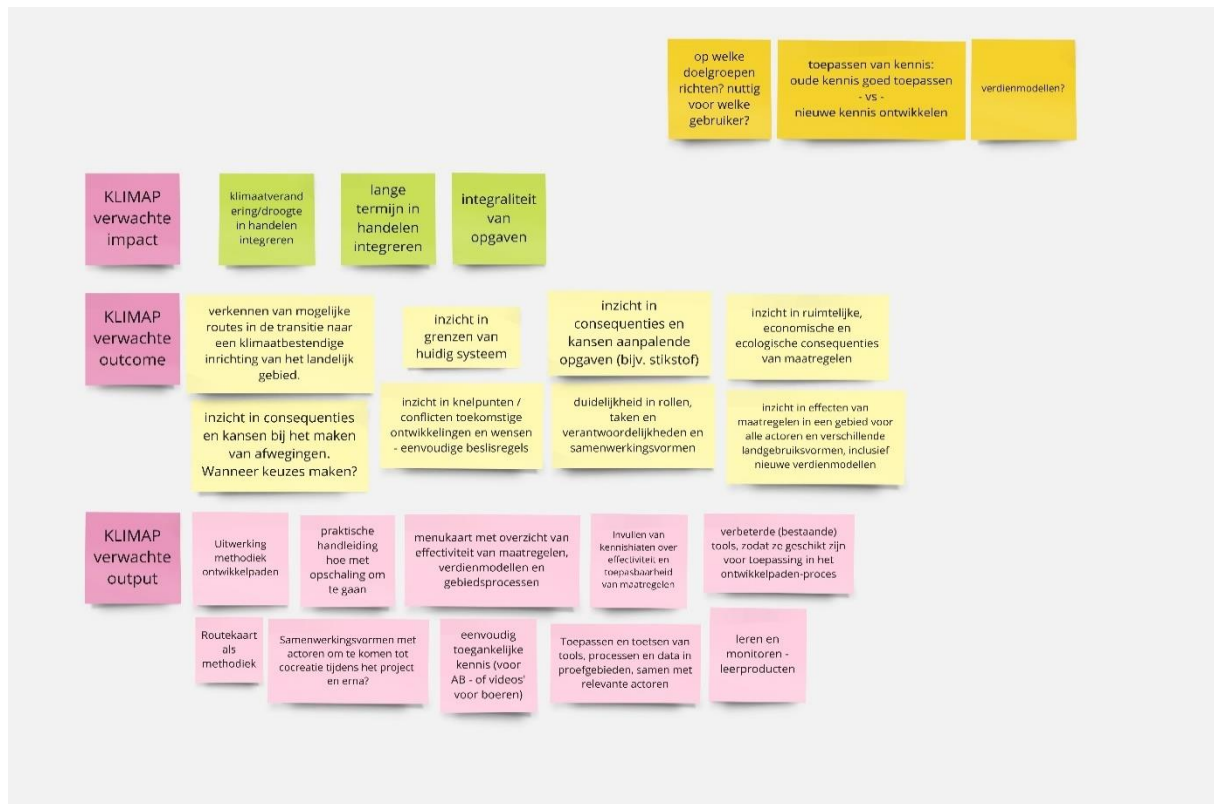 op welke
doelgroepen
richten? nuttig
voor welke
gebruiker?
toepassen van kennis:
oude kennis goed toepassen
- vs -
nieuwe kennis ontwikkelen
verdienmodellen?
KLIMAP
verwachte
impact
klimaatverand
ering/droogte
in handelen
integreren
lange
termijn in
handelen
integreren
integraliteit
van
opgaven
KLIMAP
verwachte
outcome
verkennen van mogelijke
routes in de transitie naar
een klimaatbestendige
inrichting van het landelijk
gebied.
inzicht in
grenzen van
huidig systeem
inzicht in
consequenties en
kansen aanpalende
opgaven (bijv. stikstof)
inzicht in ruimtelijke,
economische en
ecologische consequenties
van maatregelen
inzicht in consequenties
en kansen bij het maken
van afwegingen.
Wanneer keuzes maken?
inzicht in knelpunten /
conflicten toekomstige
ontwikkelingen en wensen
- eenvoudige beslisregels
duidelijkheid in rollen,
taken en
verantwoordelijkheden en
samenwerkingsvormen
inzicht in effecten van
maatregelen in een gebied voor
alle actoren en verschillende
landgebruiksvormen, inclusief
nieuwe verdienmodellen
KLIMAP
verwachte
output
Uitwerking
methodiek
ontwikkelpaden
praktische
handleiding
hoe met
opschaling om
te gaan
menukaart met overzicht van
effectiviteit van maatregelen,
verdienmodellen en
gebiedsprocessen
Invullen van
kennishiaten over
effectiviteit en
toepasbaarheid
van maatregelen
verbeterde (bestaande)
tools, zodat ze geschikt zijn
voor toepassing in het
ontwikkelpaden-proces
Routekaart
als
methodiek
Samenwerkingsvormen met
actoren om te komen tot
cocreatie tijdens het project
en erna?
eenvoudig
toegankelijke
kennis (voor
AB - of videos'
voor boeren)
Toepassen en toetsen van
tools, processen en data in
proefgebieden, samen met
relevante actoren
leren en
monitoren -
leerproducten